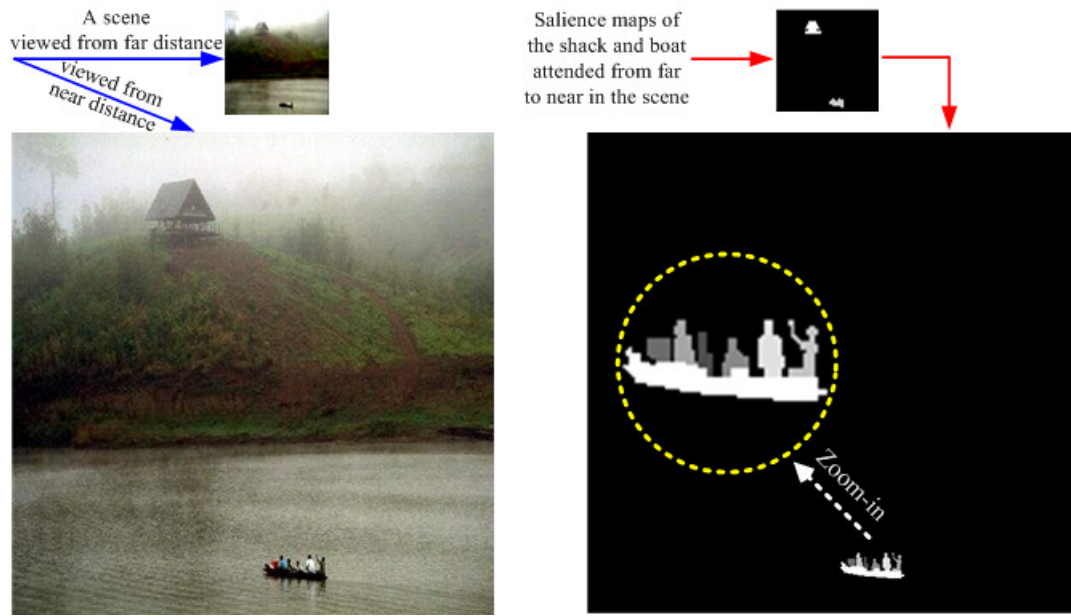 A scene
viewed from far distance
viewed from
near distance
Salience maps of
the shack and boat
attended from far
to near in the scene
Zoom-in